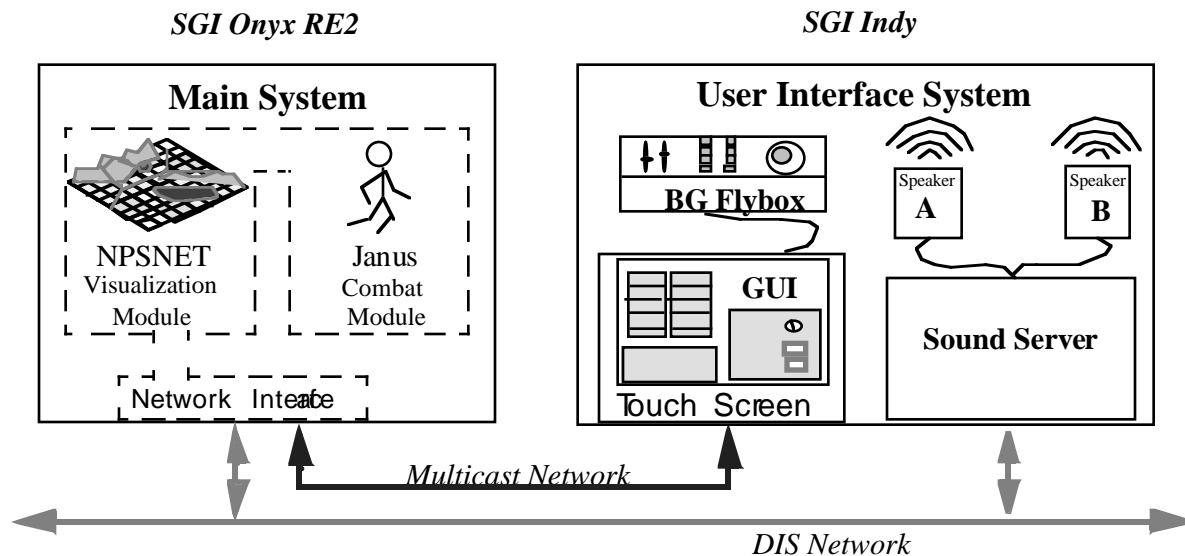 SGI Onyx RE2
SGI Indy
Main System
NPSNET
Visualization
Module
Janus
Combat
Module
Network Interface
User Interface System
BG Flybox
Speaker
A
Speaker
B
GUI
Touch Screen
Sound Server
Multicast Network
DIS Network